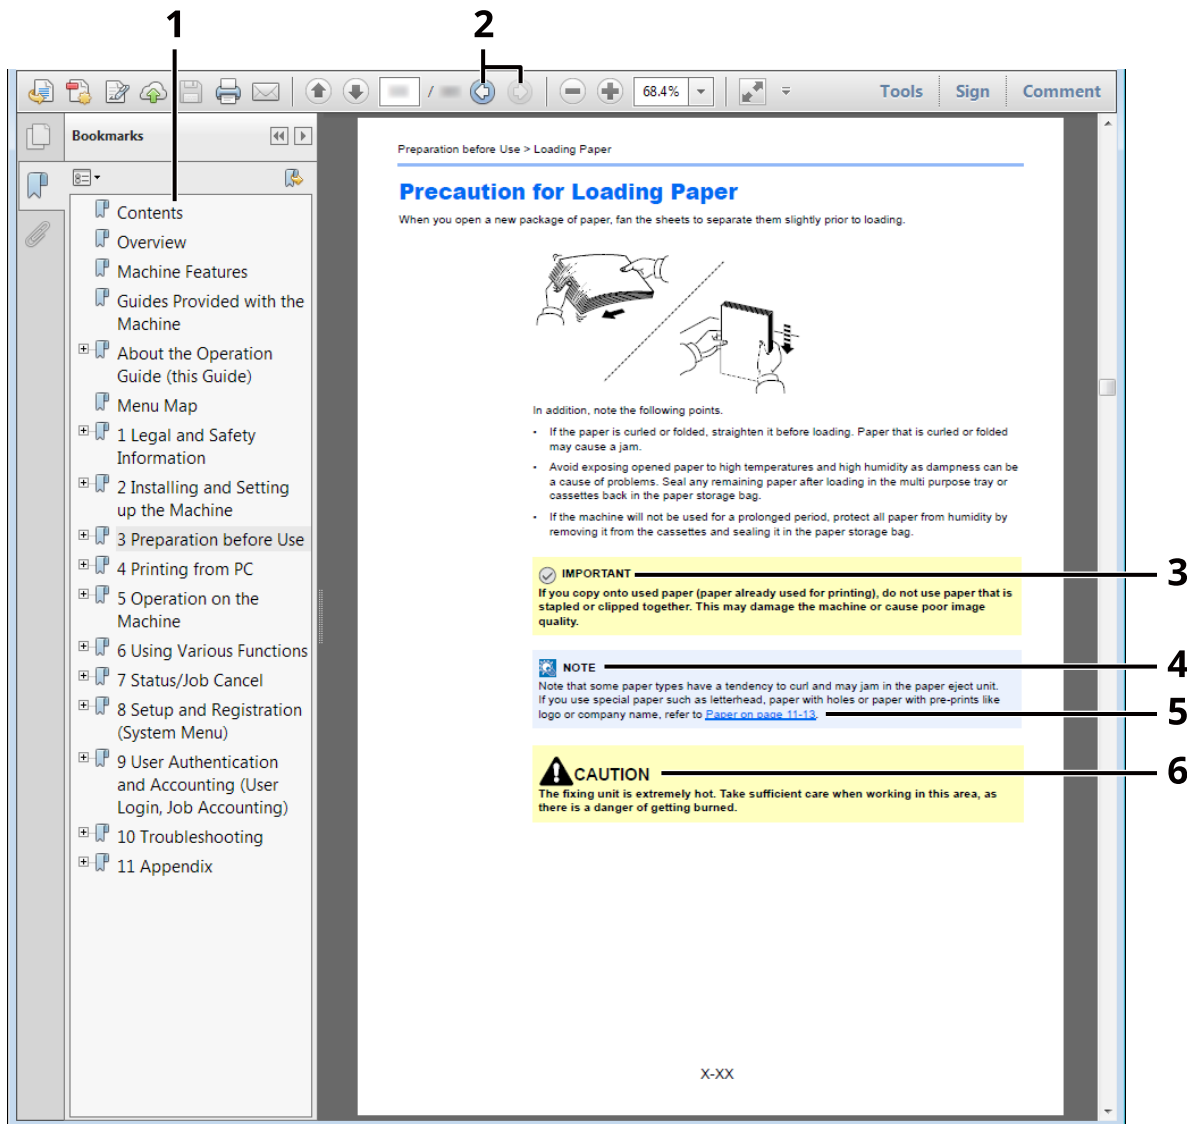 1
2
/
68.4%
Tools
Sign
Comment
Bookmarks
Contents
Overview
Machine Features
Guides Provided with the
Machine
About the Operation
Guide (this Guide)
Menu Map
1 Legal and Safety
Information
2 Installing and Setting
up the Machine
3 Preparation before Use
4 Printing from PC
5 Operation on the
Machine
6 Using Various Functions
7 Status/Job Cancel
8 Setup and Registration
(System Menu)
9 User Authentication
and Accounting (User
Login, Job Accounting)
10 Troubleshooting
11 Appendix
Preparation before Use > Loading Paper
Precaution for Loading Paper
When you open a new package of paper, fan the sheets to separate them slightly prior to loading.
In addition, note the following points.
• If the paper is curled or folded, straighten it before loading. Paper that is curled or folded
may cause a jam.
• Avoid exposing opened paper to high temperatures and high humidity as dampness can be
a cause of problems. Seal any remaining paper after loading in the multi purpose tray or
cassettes back in the paper storage bag.
• If the machine will not be used for a prolonged period, protect all paper from humidity by
removing it from the cassettes and sealing it in the paper storage bag.
IMPORTANT
3
If you copy onto used paper (paper already used for printing), do not use paper that is
stapled or clipped together. This may damage the machine or cause poor image
quality.
NOTE
4
Note that some paper types have a tendency to curl and may jam in the paper eject unit.
If you use special paper such as letterhead, paper with holes or paper with pre-prints like
logo or company name, refer to Paper on page 11-13.
5
CAUTION
6
The fixing unit is extremely hot. Take sufficient care when working in this area, as
there is a danger of getting burned.
X-XX